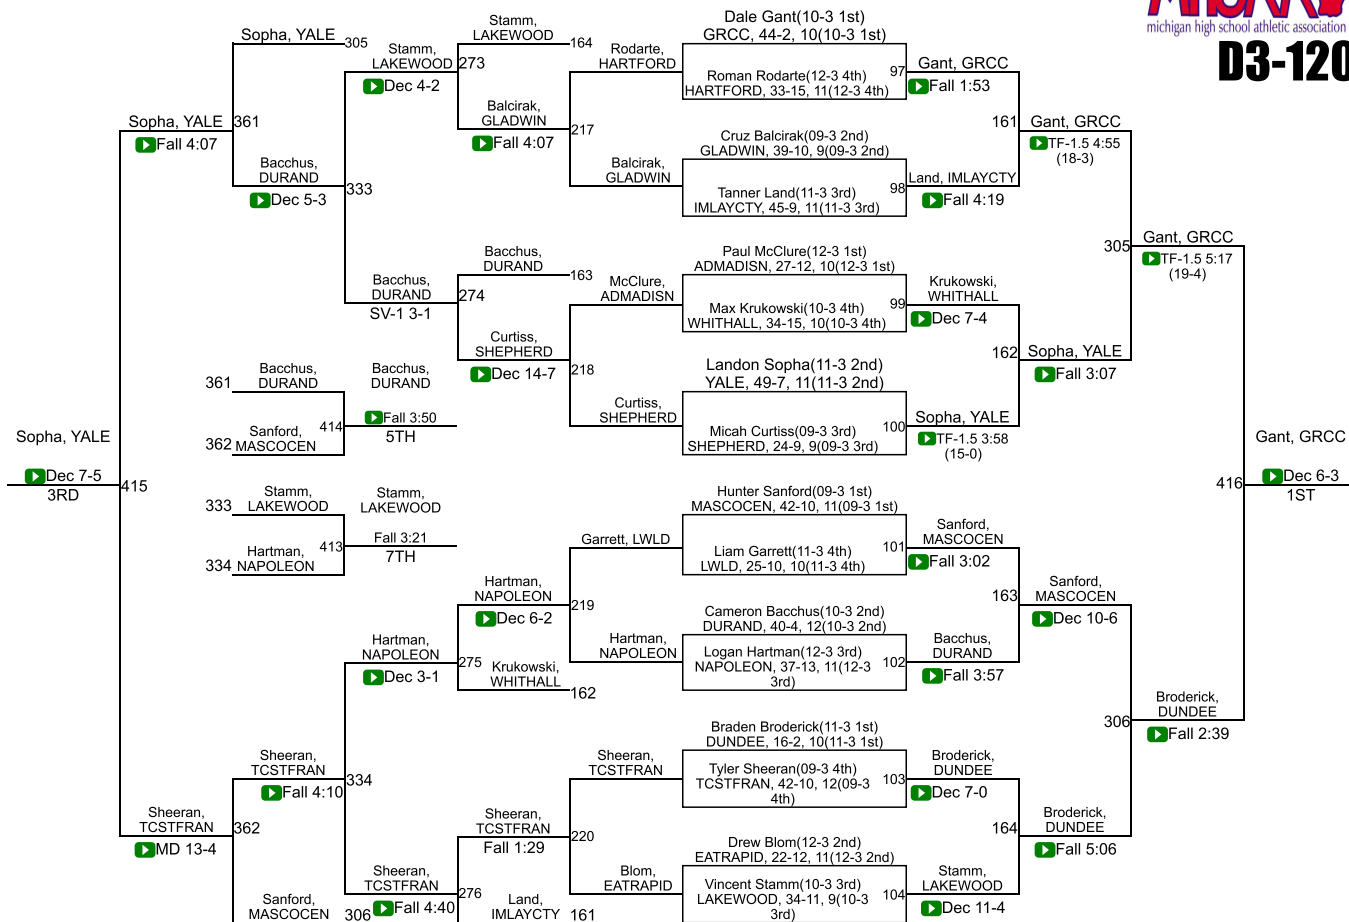 michigan high school athletic association
D3-120
Sopha, YALE
305
Stamm,
LAKEWOOD
Dec 4-2
273
Stamm,
LAKEWOOD
164
Balcirak,
GLADWIN
Fall 4:07
217
Rodarte,
HARTFORD
Balcirak,
GLADWIN
Dale Gant(10-3 1st)
GRCC, 44-2, 10(10-3 1st)
Roman Rodarte(12-3 4th)
HARTFORD, 33-15, 11(12-3 4th)
97
Gant, GRCC
Fall 1:53
Cruz Balcirak(09-3 2nd)
GLADWIN, 39-10, 9(09-3 2nd)
Tanner Land(11-3 3rd)
IMLAYCTY, 45-9, 11(11-3 3rd)
98
Land, IMLAYCTY
Fall 4:19
161
Gant, GRCC
TF-1.5 4:55
(18-3)
Sopha, YALE
Fall 4:07
361
Bacchus,
DURAND
Dec 5-3
333
Bacchus,
DURAND
SV-1 3-1
274
Bacchus,
DURAND
163
Curtiss,
SHEPHERD
Dec 14-7
218
McClure,
ADMADISN
Curtiss,
SHEPHERD
Paul McClure(12-3 1st)
ADMADISN, 27-12, 10(12-3 1st)
Max Krukowski(10-3 4th)
WHITHALL, 34-15, 10(10-3 4th)
99
Krukowski,
WHITHALL
Dec 7-4
Landon Sopha(11-3 2nd)
YALE, 49-7, 11(11-3 2nd)
Micah Curtiss(09-3 3rd)
SHEPHERD, 24-9, 9(09-3 3rd)
100
Sopha, YALE
TF-1.5 3:58
(15-0)
162
Sopha, YALE
Fall 3:07
305
Gant, GRCC
TF-1.5 5:17
(19-4)
361
Bacchus,
DURAND
362
Sanford,
MASCOCEN
414
Bacchus,
DURAND
Fall 3:50
5TH
Sopha, YALE
Dec 7-5
3RD
415
333
Stamm,
LAKEWOOD
334
Hartman,
NAPOLEON
413
Stamm,
LAKEWOOD
Fall 3:21
7TH
416
Gant, GRCC
Dec 6-3
1ST
Garrett, LWLD
Hartman,
NAPOLEON
Dec 6-2
219
Hartman,
NAPOLEON
Hunter Sanford(09-3 1st)
MASCOCEN, 42-10, 11(09-3 1st)
Liam Garrett(11-3 4th)
LWLD, 25-10, 10(11-3 4th)
101
Sanford,
MASCOCEN
Fall 3:02
Cameron Bacchus(10-3 2nd)
DURAND, 40-4, 12(10-3 2nd)
Logan Hartman(12-3 3rd)
NAPOLEON, 37-13, 11(12-3
3rd)
102
Bacchus,
DURAND
Fall 3:57
163
Sanford,
MASCOCEN
Dec 10-6
Hartman,
NAPOLEON
Dec 3-1
275
Krukowski,
WHITHALL
162
306
Broderick,
DUNDEE
Fall 2:39
Sheeran,
TCSTFRAN
Fall 4:10
334
Sheeran,
TCSTFRAN
MD 13-4
362
Sanford,
MASCOCEN
306
Sheeran,
TCSTFRAN
Fall 4:40
276
Sheeran,
TCSTFRAN
Fall 1:29
220
Land,
IMLAYCTY
161
Sheeran,
TCSTFRAN
Blom,
EATRAPID
Braden Broderick(11-3 1st)
DUNDEE, 16-2, 10(11-3 1st)
Tyler Sheeran(09-3 4th)
TCSTFRAN, 42-10, 12(09-3
4th)
103
Broderick,
DUNDEE
Dec 7-0
Drew Blom(12-3 2nd)
EATRAPID, 22-12, 11(12-3 2nd)
Vincent Stamm(10-3 3rd)
LAKEWOOD, 34-11, 9(10-3
3rd)
104
Stamm,
LAKEWOOD
Dec 11-4
164
Broderick,
DUNDEE
Fall 5:06